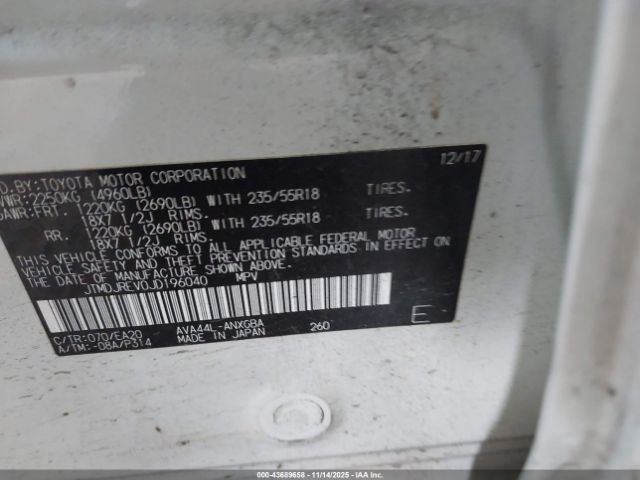 D.BY:TOYOTA MOTOR CORPORATION 12/17
VWR:2250KG (4960LB)
GAWR:FRT. 1220KG (2690LB) WITH 235/55R18 TIRES.
18X7 1/2J RIMS.
RR. 1220KG (2690LB) WITH 235/55R18 TIRES.
18X7 1/2J RIMS.
THIS VEHICLE CONFORMS TO ALL APPLICABLE FEDERAL MOTOR
VEHICLE SAFETY AND THEFT PREVENTION STANDARDS IN EFFECT ON
THE DATE OF MANUFACTURE SHOWN ABOVE.
JTMDJREV0JD196040 MPV
C/TR:070/EA20 AVA44L-ANXGBA 260 E
A/TM:-08A/P314 MADE IN JAPAN
000-43689658 - 11/14/2025 - IAA Inc. (IAA)